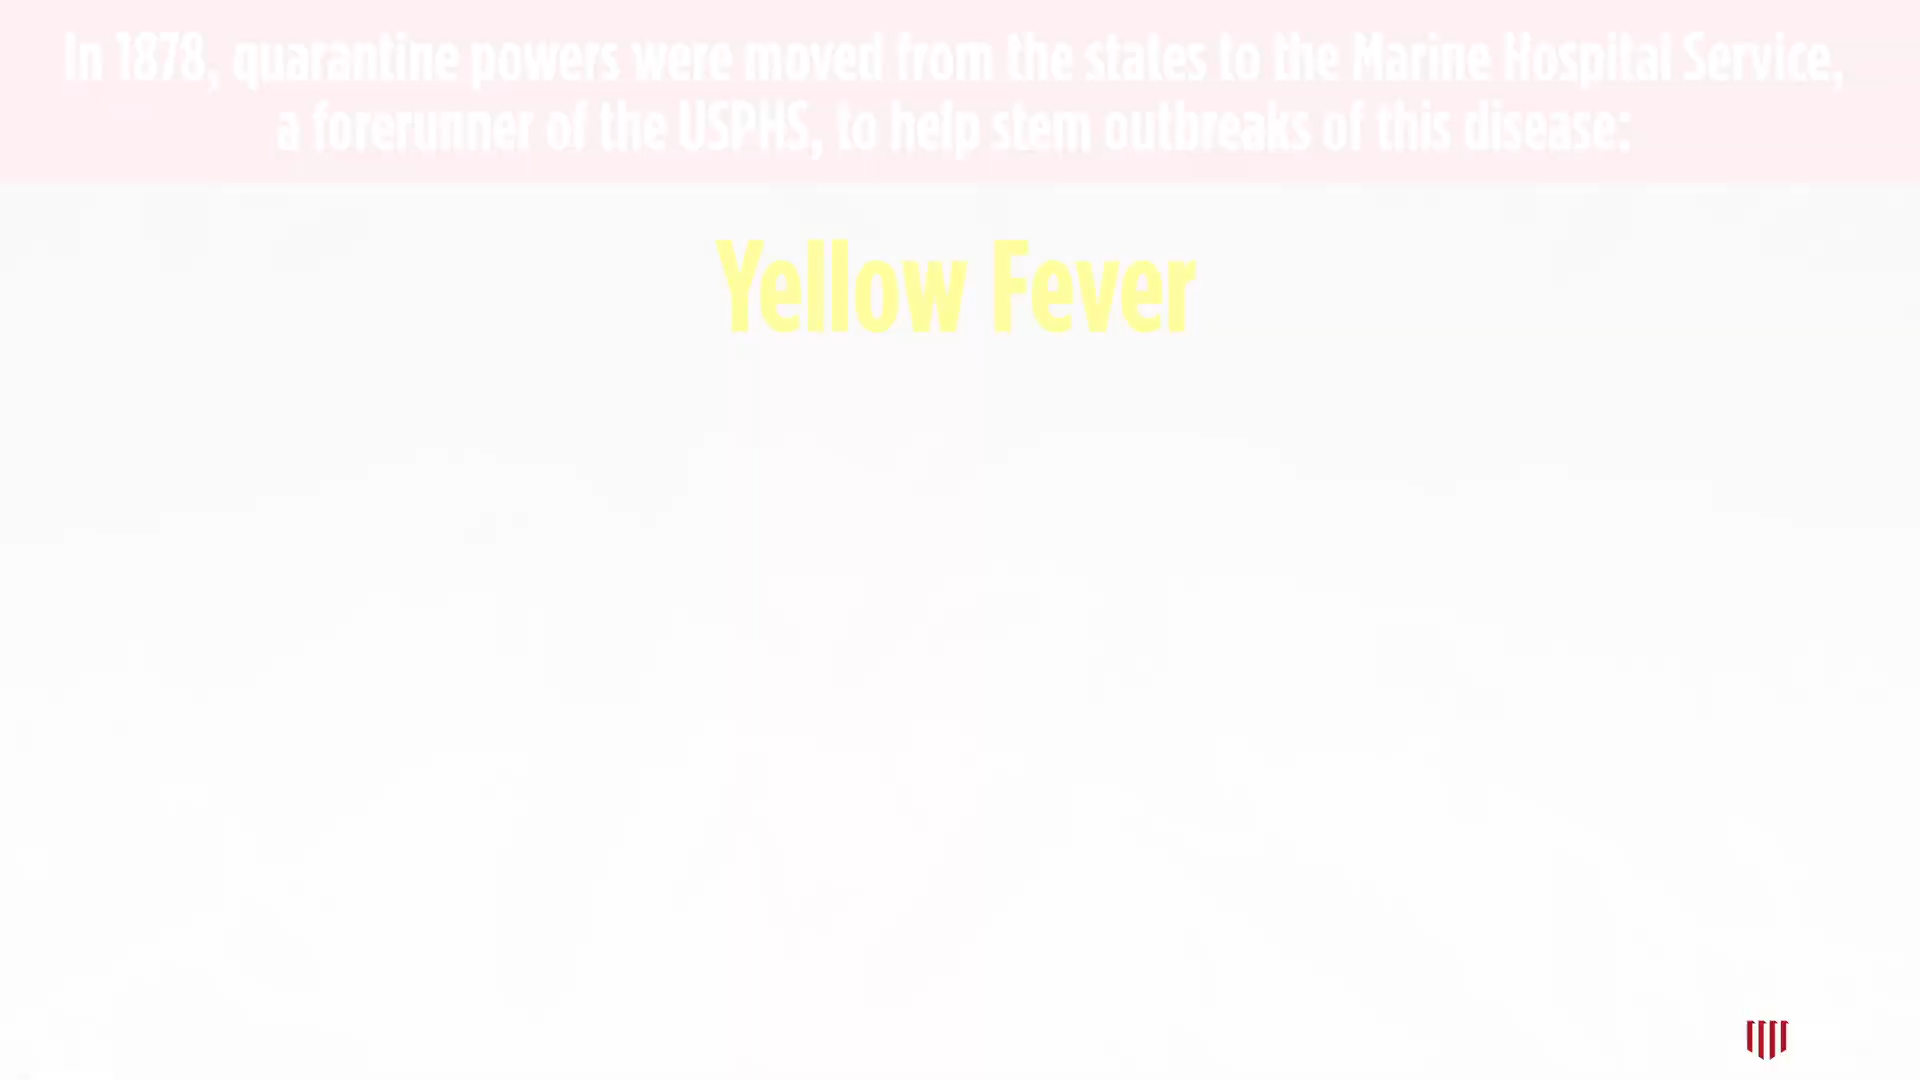 In 1878, quarantine powers were moved from the states to the Marine Hospital Service,
a forerunner of the USPHS, to help stem outbreaks of this disease:
Yellow Fever